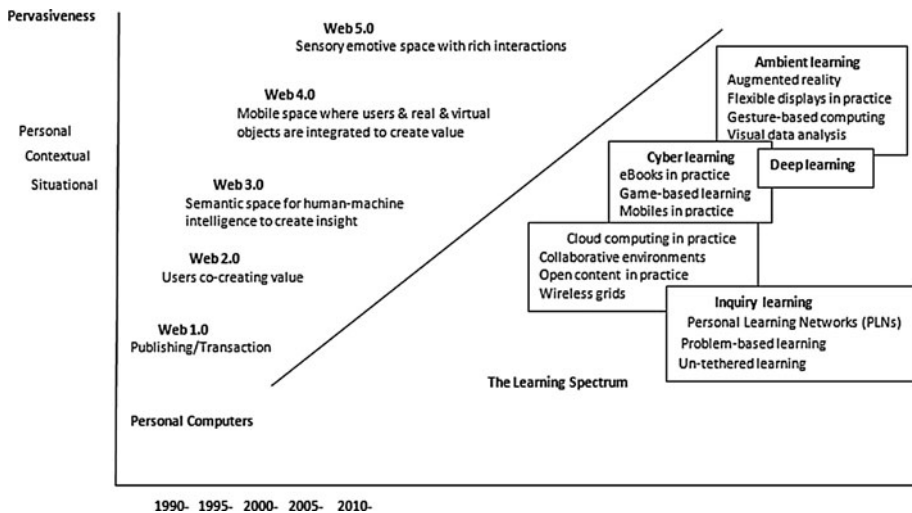 Pervasiveness
Web 5.0
Sensory emotive space with rich interactions
Web 4.0
Mobile space where users & real & virtual
objects are integrated to create value
Personal
Contextual
Situational
Web 3.0
Semantic space for human-machine
intelligence to create insight
Web 2.0
Users co-creating value
Web 1.0
Publishing/Transaction
Personal Computers
Ambient learning
Augmented reality
Flexible displays in practice
Gesture-based computing
Visual data analysis
Deep learning
Cyber learning
eBooks in practice
Game-based learning
Mobiles in practice
Cloud computing in practice
Collaborative environments
Open content in practice
Wireless grids
Inquiry learning
Personal Learning Networks (PLNs)
Problem-based learning
Un-tethered learning
The Learning Spectrum
1990- 1995- 2000- 2005- 2010-